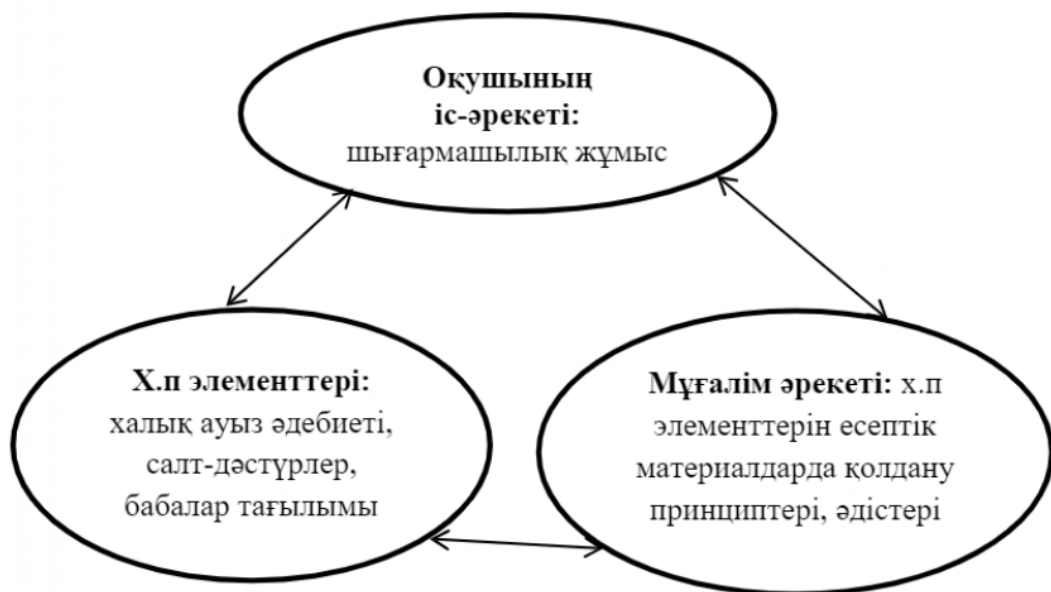 Оқушының
іс-әрекеті:
шығармашылық жұмыс
Х.п элементтері:
халық ауыз әдебиеті,
салт-дәстүрлер,
бабалар тағылымы
Мұғалім әрекеті: х.п
элементтерін есептік
материалдарда қолдану
принциптері, әдістері